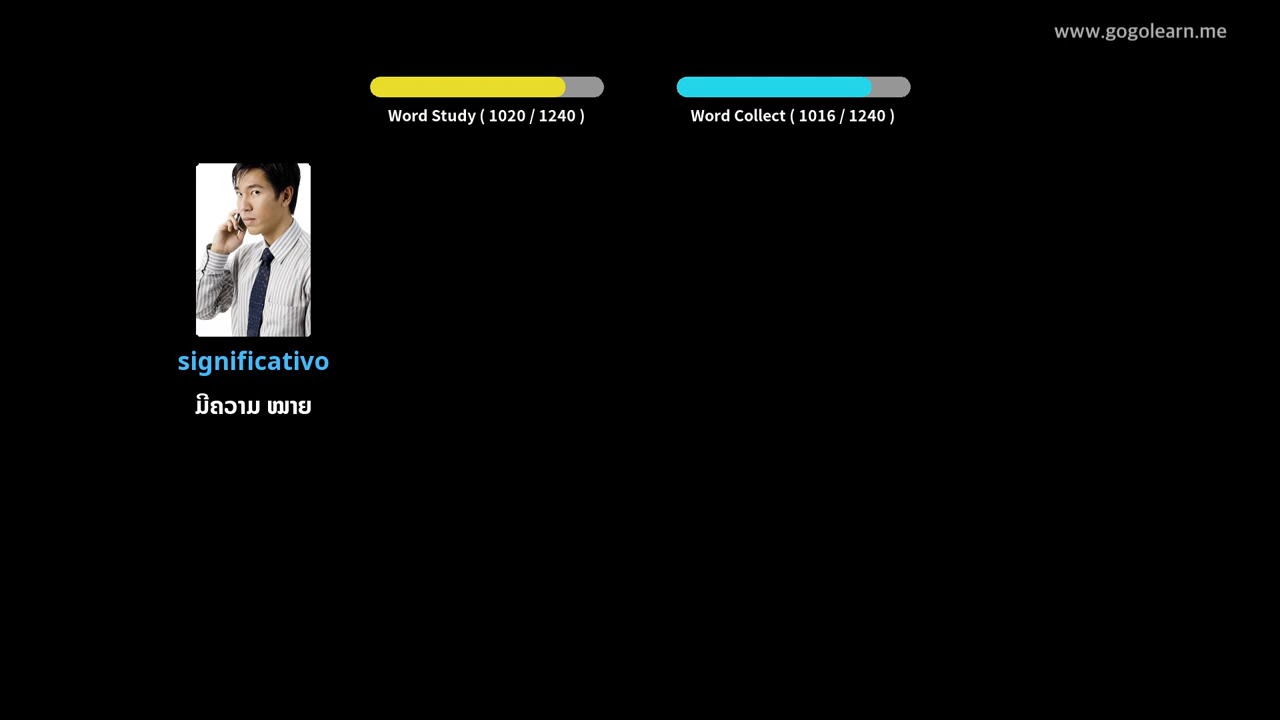 www.gogolearn.me
Word Study ( 1020 / 1240 )
Word Collect ( 1016 / 1240 )
significativo
ມີຄວາມ ໝາຍ